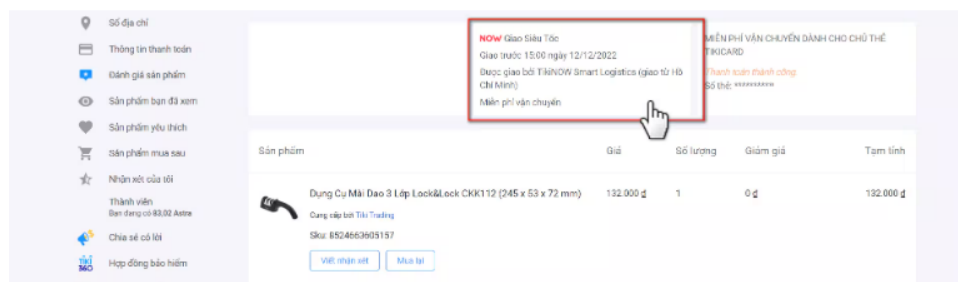 Sổ địa chỉ
Thông tin thanh toán
Đánh giá sản phẩm
Sản phẩm bạn đã xem
Sản phẩm yêu thích
Sản phẩm mua sau
Nhận xét của tôi
Thành viên
Bạn đang có 83,02 Astra
Chia sẻ có lời
TIKI 360
Hợp đồng bảo hiểm
NOW Giao Siêu Tốc
Giao trước 15:00 ngày 12/12/2022
Được giao bởi TikiNOW Smart Logistics (giao từ Hồ
Chí Minh)
Miễn phí vận chuyển
MIỄN PHÍ VẬN CHUYỂN DÀNH CHO CHỦ THẺ
TIKICARD
Thanh toán thành công
Số thẻ: **********
Sản phẩm Giá Số lượng Giảm giá Tạm tính
Dụng Cụ Mài Dao 3 Lớp Lock&Lock CKK112 (245 x 53 x 72 mm) 132.000 ₫ 1 0 ₫ 132.000 ₫
Cung cấp bởi Tiki Trading
Sku: 8524663605157
Viết nhận xét Mua lại